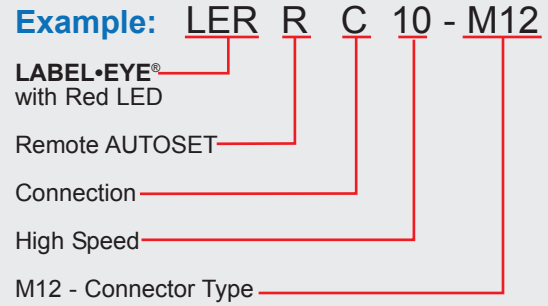 Example: LER R C 10 - M12
LABEL•EYE®
with Red LED
Remote AUTOSET
Connection
High Speed
M12 - Connector Type